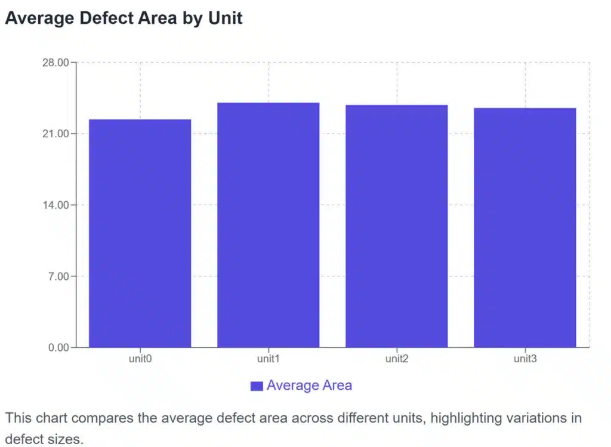 Average Defect Area by Unit
28.00
21.00
14.00
7.00
0.00
unit0 unit1 unit2 unit3
Average Area
This chart compares the average defect area across different units, highlighting variations in
defect sizes.